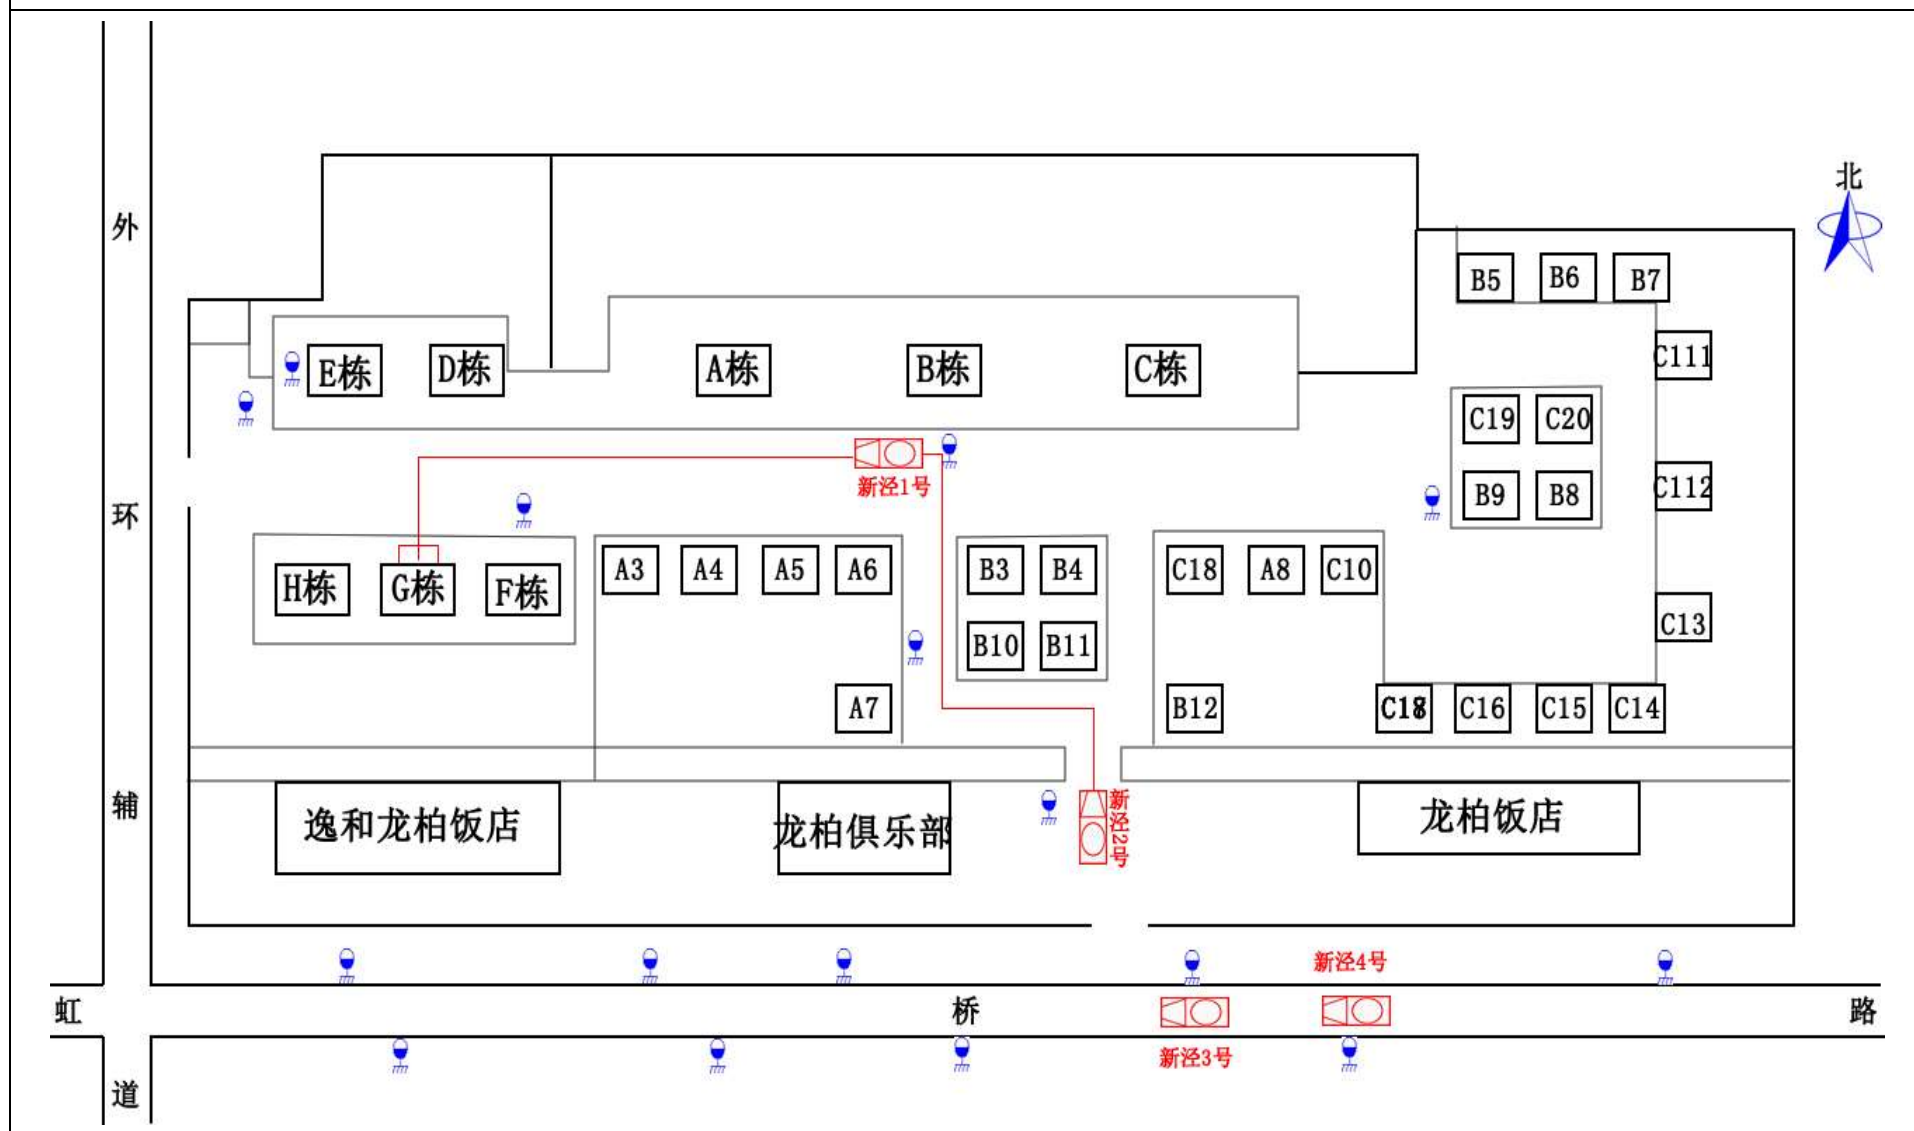 北
外
环
辅
道
B5
B6
B7
C111
E栋
D栋
A栋
B栋
C栋
C19
C20
B9
B8
C112
新泾1号
H栋
G栋
F栋
A3
A4
A5
A6
B3
B4
C18
A8
C10
C13
B10
B11
A7
B12
C16
C15
C14
逸和龙柏饭店
龙柏俱乐部
新泾2号
龙柏饭店
新泾4号
虹
桥
路
新泾3号